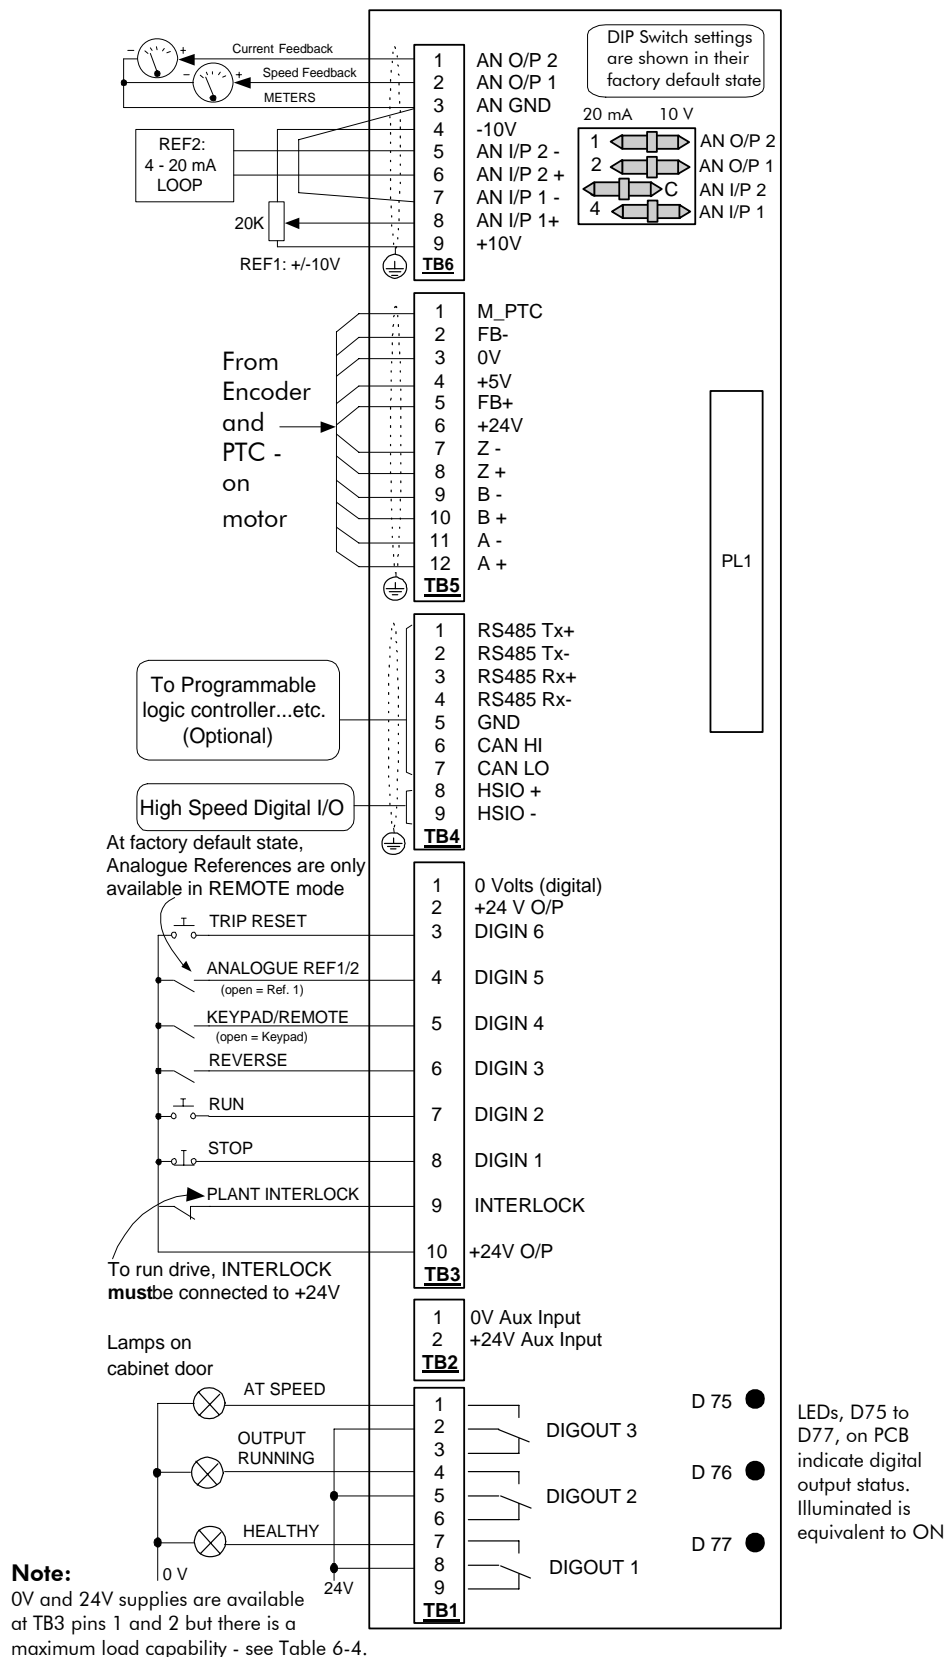 DIP Switch settings
are shown in their
factory default state
20 mA 10 V
1 AN O/P 2
2 AN O/P 1
C AN I/P 2
4 AN I/P 1
- +
Current Feedback
- +
Speed Feedback
METERS
REF2:
4 - 20 mA
LOOP
20K
REF1: +/-10V
1 AN O/P 2
2 AN O/P 1
3 AN GND
4 -10V
5 AN I/P 2 -
6 AN I/P 2 +
7 AN I/P 1 -
8 AN I/P 1+
9 +10V
TB6
From
Encoder
and
PTC -
on
motor
1 M_PTC
2 FB-
3 0V
4 +5V
5 FB+
6 +24V
7 Z -
8 Z +
9 B -
10 B +
11 A -
12 A +
TB5
PL1
To Programmable
logic controller...etc.
(Optional)
High Speed Digital I/O
1 RS485 Tx+
2 RS485 Tx-
3 RS485 Rx+
4 RS485 Rx-
5 GND
6 CAN HI
7 CAN LO
8 HSIO +
9 HSIO -
TB4
At factory default state,
Analogue References are only
available in REMOTE mode
1 0 Volts (digital)
2 +24 V O/P
TRIP RESET 3 DIGIN 6
ANALOGUE REF1/2 4 DIGIN 5
(open = Ref. 1)
KEYPAD/REMOTE 5 DIGIN 4
(open = Keypad)
REVERSE 6 DIGIN 3
RUN 7 DIGIN 2
STOP 8 DIGIN 1
PLANT INTERLOCK 9 INTERLOCK
10 +24V O/P
TB3
To run drive, INTERLOCK
mustbe connected to +24V
1 0V Aux Input
2 +24V Aux Input
TB2
Lamps on
cabinet door
AT SPEED
OUTPUT
RUNNING
HEALTHY
0 V
24V
1
2 DIGOUT 3
3
4
5 DIGOUT 2
6
7
8 DIGOUT 1
9
TB1
D 75
D 76
D 77
LEDs, D75 to
D77, on PCB
indicate digital
output status.
Illuminated is
equivalent to ON
Note:
0V and 24V supplies are available
at TB3 pins 1 and 2 but there is a
maximum load capability - see Table 6-4.